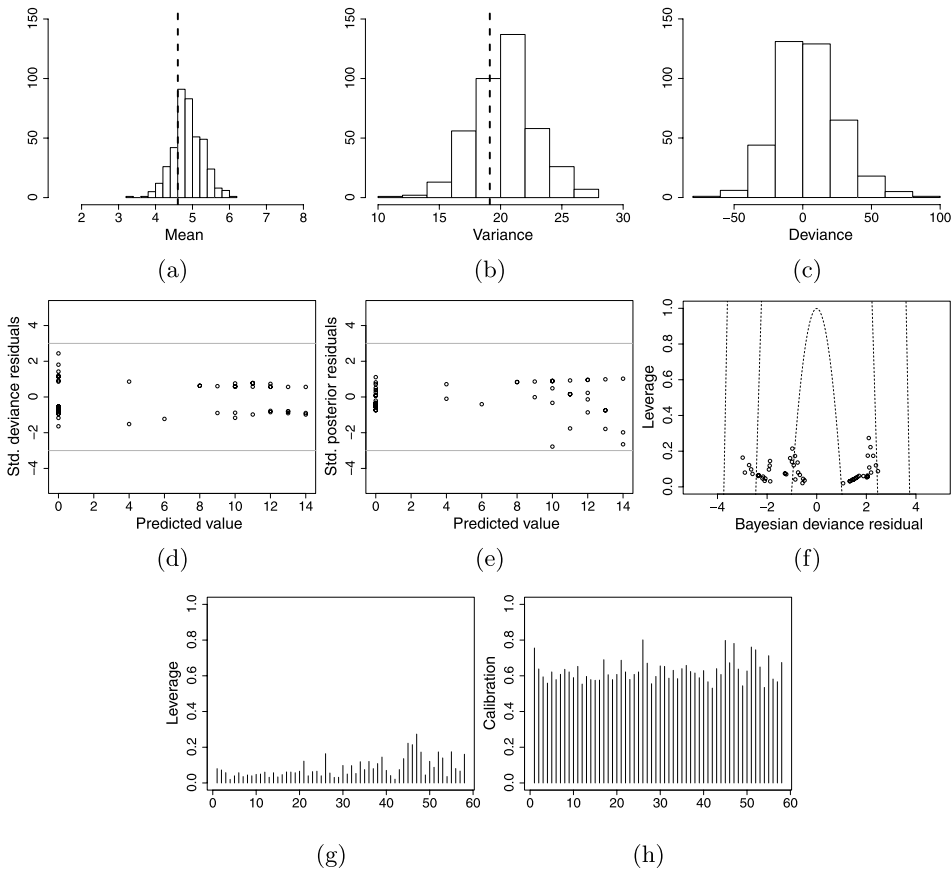 150
100
50
0
2 3 4 5 6 7 8
Mean
(a)
150
100
50
0
10 15 20 25 30
Variance
(b)
150
100
50
0
−50 0 50 100
Deviance
(c)
Std. deviance residuals
4
2
0
−2
−4
0 2 4 6 8 10 12 14
Predicted value
(d)
Std. posterior residuals
4
2
0
−2
−4
0 2 4 6 8 10 12 14
Predicted value
(e)
Leverage
1.0
0.8
0.6
0.4
0.2
0.0
−4 −2 0 2 4
Bayesian deviance residual
(f)
Leverage
1.0
0.8
0.6
0.4
0.2
0.0
0 10 20 30 40 50 60
(g)
Calibration
1.0
0.8
0.6
0.4
0.2
0.0
0 10 20 30 40 50 60
(h)